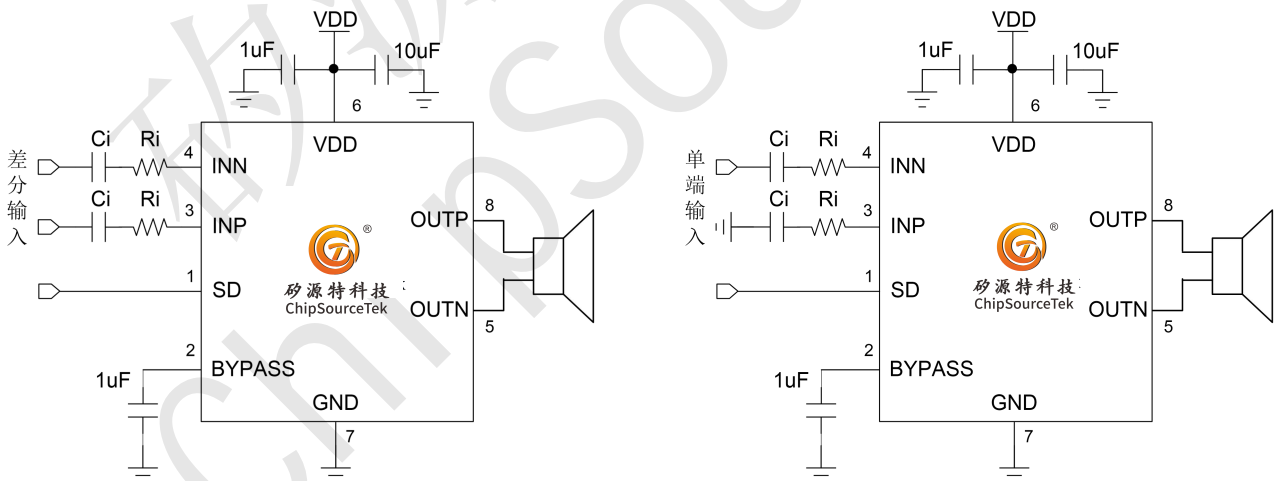 VDD
1uF
10uF
6
VDD
差分输入
Ci
Ri
4
INN
Ci
Ri
3
INP
1
SD
2
BYPASS
1uF
GND
7
OUTP
8
OUTN
5
®
矽源特科技
ChipSourceTek
VDD
1uF
10uF
6
VDD
单端输入
Ci
Ri
4
INN
Ci
Ri
3
INP
1
SD
2
BYPASS
1uF
GND
7
OUTP
8
OUTN
5
®
矽源特科技
ChipSourceTek